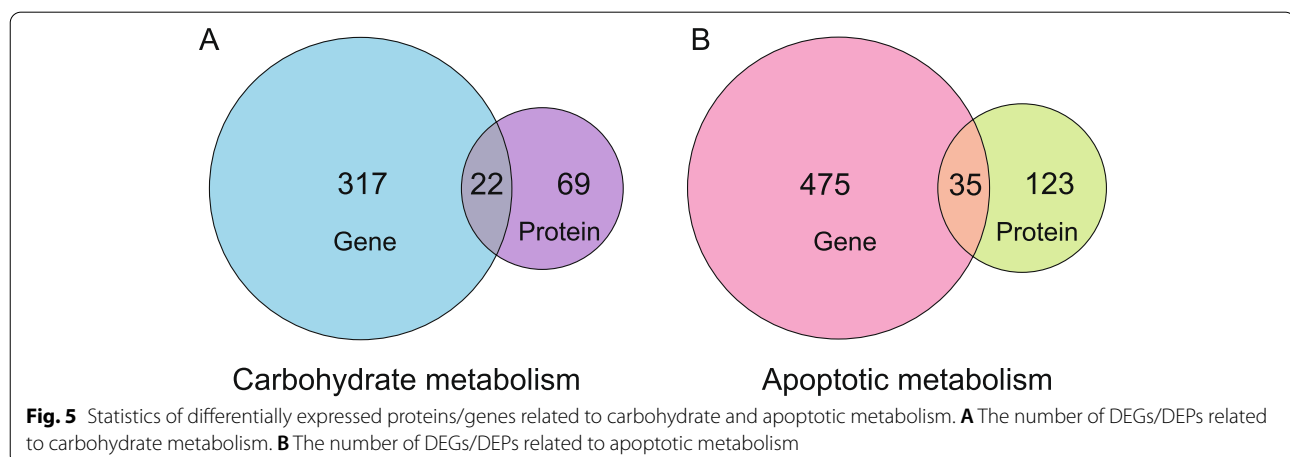 A
B
317
22
69
475
35
123
Gene
Protein
Gene
Protein
Carbohydrate metabolism
Apoptotic metabolism
Fig. 5 Statistics of differentially expressed proteins/genes related to carbohydrate and apoptotic metabolism. A The number of DEGs/DEPs related
to carbohydrate metabolism. B The number of DEGs/DEPs related to apoptotic metabolism